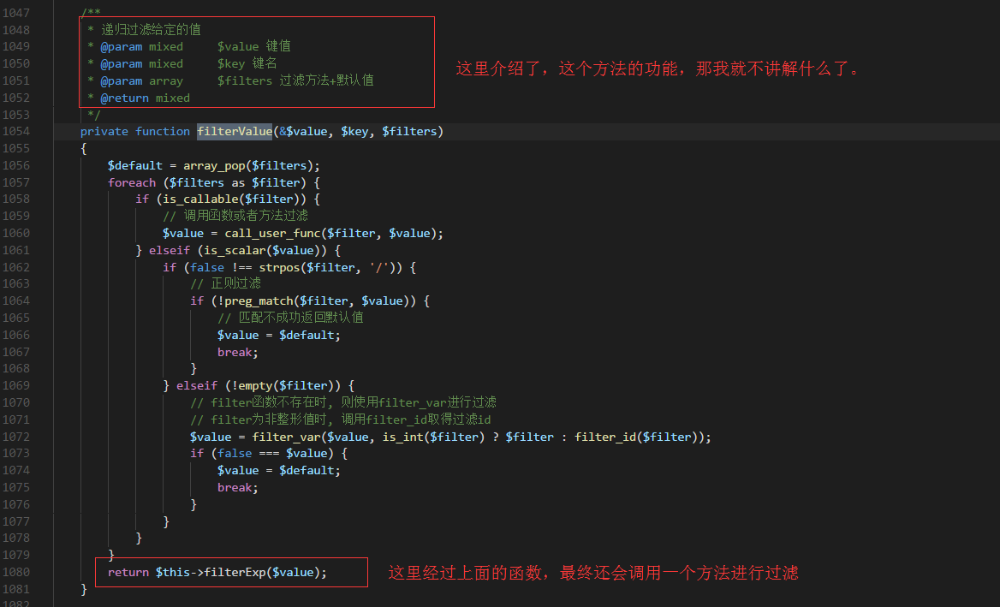 1047 /**
1048 * 递归过滤给定的值
1049 * @param mixed $value 键值
1050 * @param mixed $key 键名
1051 * @param array $filters 过滤方法+默认值
1052 * @return mixed
这里介绍了，这个方法的功能，那我就不讲解什么了。
1053 */
1054 private function filterValue(&$value, $key, $filters)
1055 {
1056 $default = array_pop($filters);
1057 foreach ($filters as $filter) {
1058 if (is_callable($filter)) {
1059 // 调用函数或者方法过滤
1060 $value = call_user_func($filter, $value);
1061 } elseif (is_scalar($value)) {
1062 if (false !== strpos($filter, '/')) {
1063 // 正则过滤
1064 if (!preg_match($filter, $value)) {
1065 // 匹配不成功返回默认值
1066 $value = $default;
1067 break;
1068 }
1069 } elseif (!empty($filter)) {
1070 // filter函数不存在时, 则使用filter_var进行过滤
1071 // filter为非整形值时, 调用filter_id取得过滤id
1072 $value = filter_var($value, is_int($filter) ? $filter : filter_id($filter));
1073 if (false === $value) {
1074 $value = $default;
1075 break;
1076 }
1077 }
1078 }
1079 }
1080 return $this->filterExp($value); 这里经过上面的函数，最终还会调用一个方法进行过滤
1081 }
1082